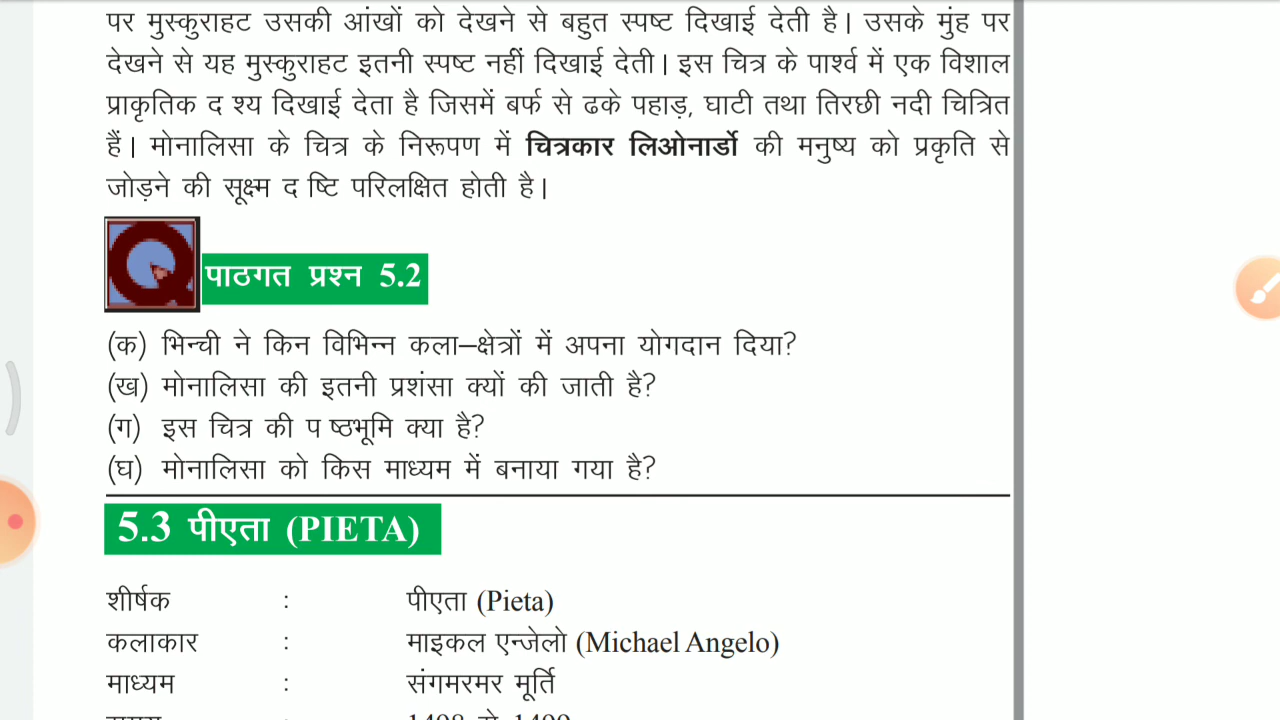 पर मुस्कुराहट उसकी आंखों को देखने से बहुत स्पष्ट दिखाई देती है। उसके मुंह पर
देखने से यह मुस्कुराहट इतनी स्पष्ट नहीं दिखाई देती। इस चित्र के पार्श्व में एक विशाल
प्राकृतिक द श्य दिखाई देता है जिसमें बर्फ से ढके पहाड़, घाटी तथा तिरछी नदी चित्रित
हैं। मोनालिसा के चित्र के निरूपण में चित्रकार लिओनार्डो की मनुष्य को प्रकृति से
जोड़ने की सूक्ष्म द ष्टि परिलक्षित होती है।
पाठगत प्रश्न 5.2
(क) भिन्ची ने किन विभिन्न कला–क्षेत्रों में अपना योगदान दिया?
(ख) मोनालिसा की इतनी प्रशंसा क्यों की जाती है?
(ग) इस चित्र की प ष्ठभूमि क्या है?
(घ) मोनालिसा को किस माध्यम में बनाया गया है?
5.3 पीएता (PIETA)
शीर्षक : पीएता (Pieta)
कलाकार : माइकल एन्जेलो (Michael Angelo)
माध्यम : संगमरमर मूर्ति